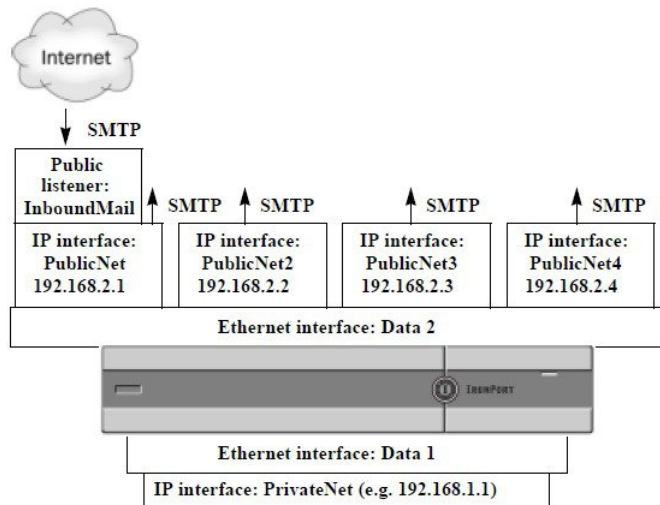 Internet
SMTP
Public
listener:
InboundMail
SMTP
SMTP
SMTP
SMTP
IP interface:
PublicNet
192.168.2.1
IP interface:
PublicNet2
192.168.2.2
IP interface:
PublicNet3
192.168.2.3
IP interface:
PublicNet4
192.168.2.4
Ethernet interface: Data 2
IRONPORT
Ethernet interface: Data 1
IP interface: PrivateNet (e.g. 192.168.1.1)